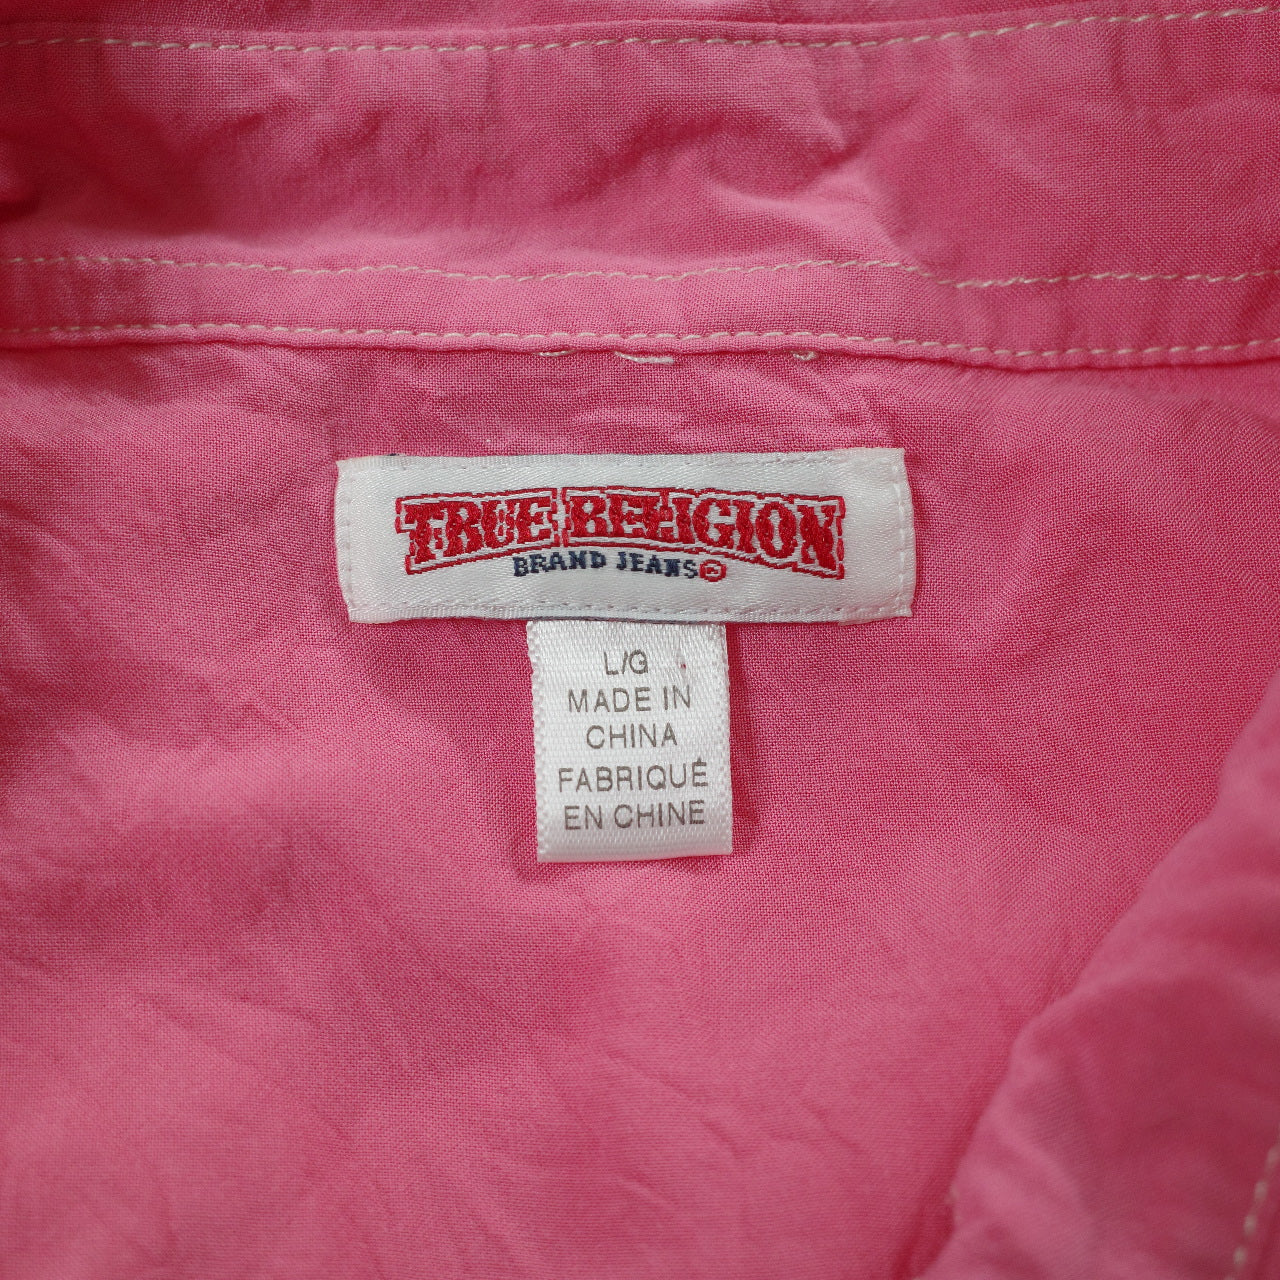 TRUE RELIGION
BRAND JEANS®
L/G
MADE IN
CHINA
FABRIQUÉ
EN CHINE